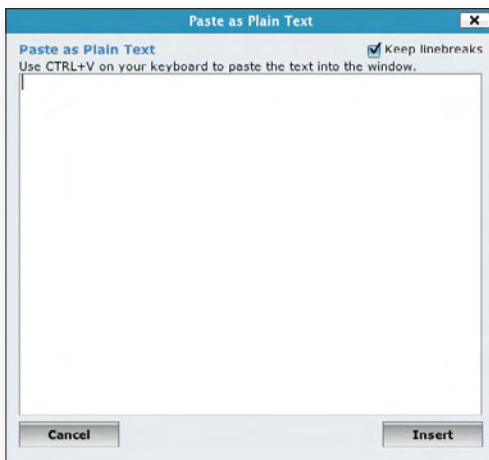 Paste as Plain Text
Paste as Plain Text
Keep linebreaks
Use CTRL+V on your keyboard to paste the text into the window.
Cancel
Insert